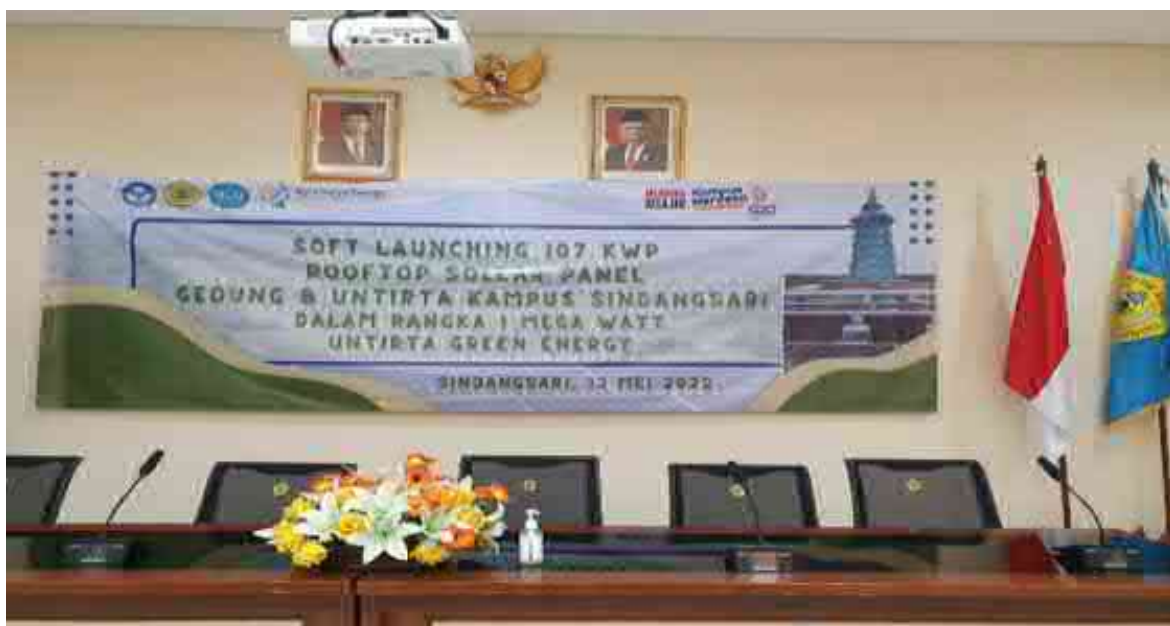 SOFT LAUNCHING 107 KWP
ROOFTOP SOLLAR PANEL
GEDUNG B UNTIRTA KAMPUS SINDANGSARI
DALAM RANGKA 1 MEGA WATT
UNTIRTA GREEN ENERGY
SINDANGSARI, 12 MEI 2022